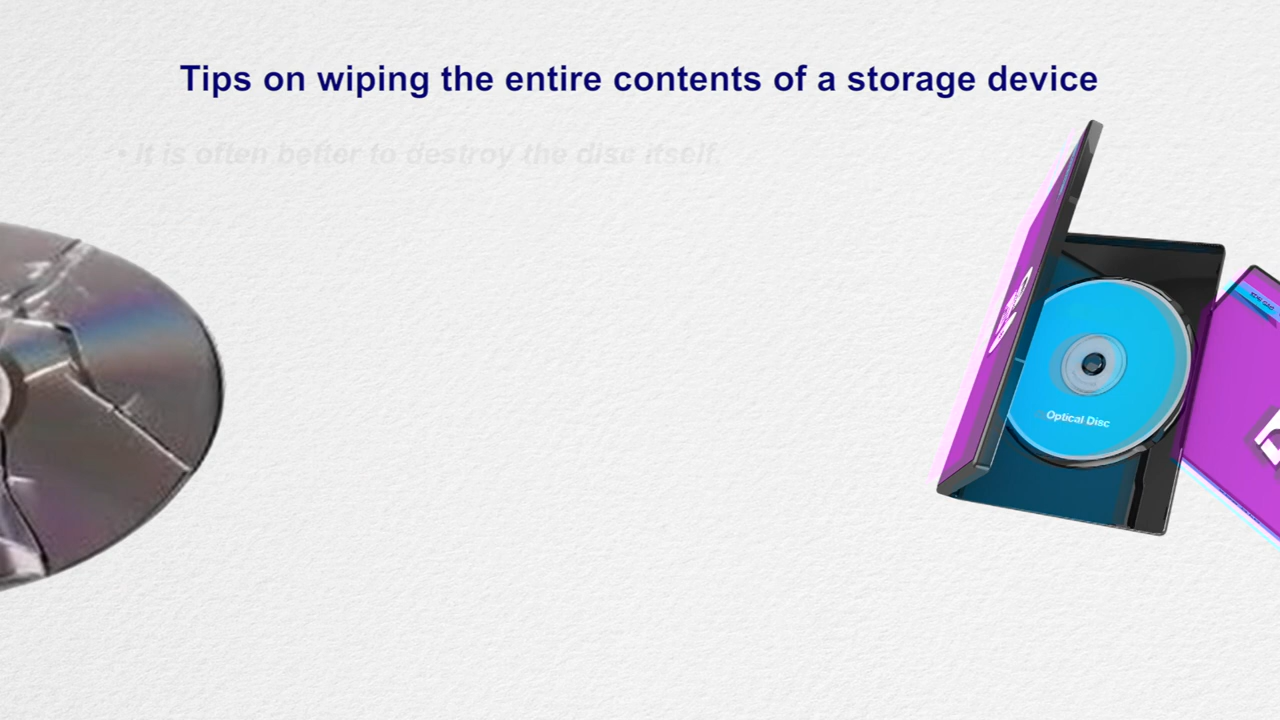 Tips on wiping the entire contents of a storage device
• It is often better to destroy the disc itself.
Optical Disc